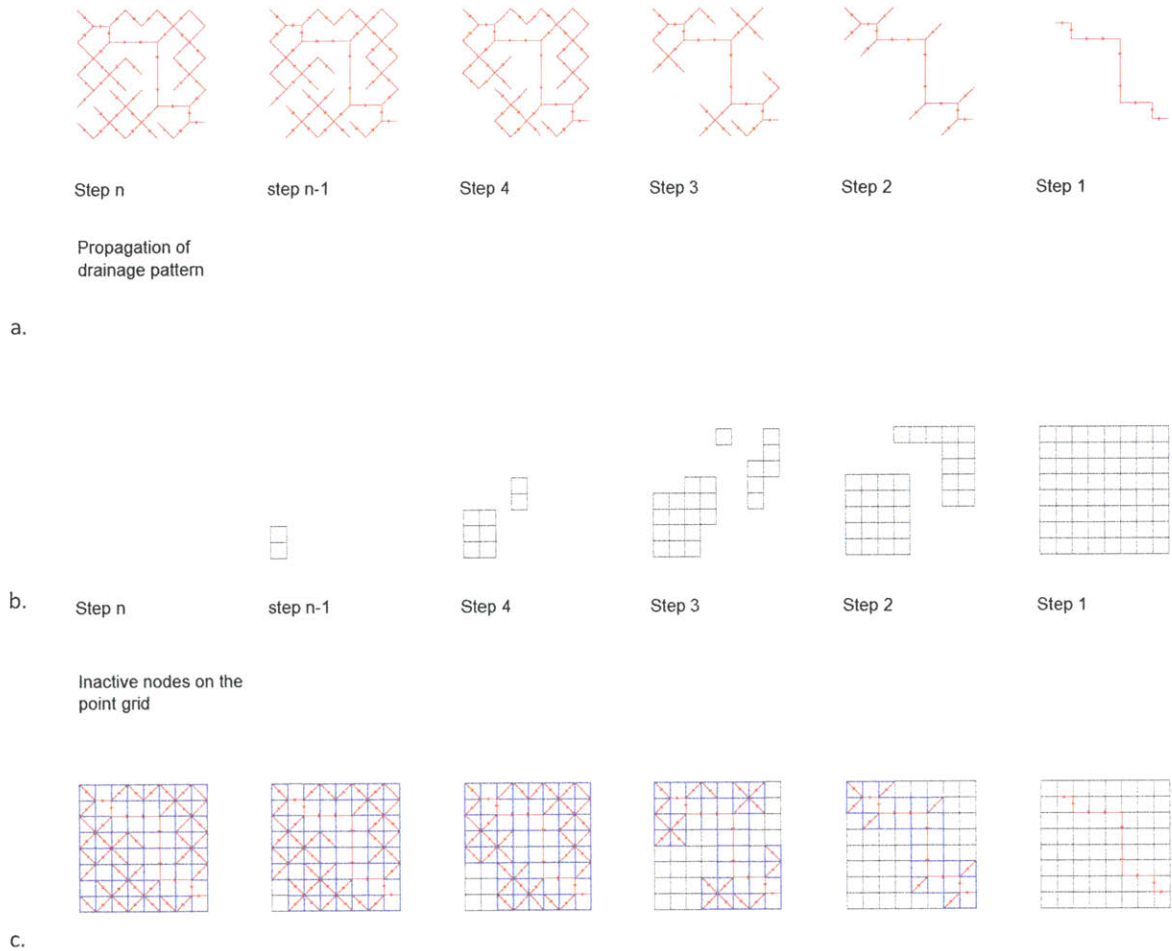 Step n
step n-1
Step 4
Step 3
Step 2
Step 1
Propagation of
drainage pattern
a.
b.
Step n
step n-1
Step 4
Step 3
Step 2
Step 1
Inactive nodes on the
point grid
c.